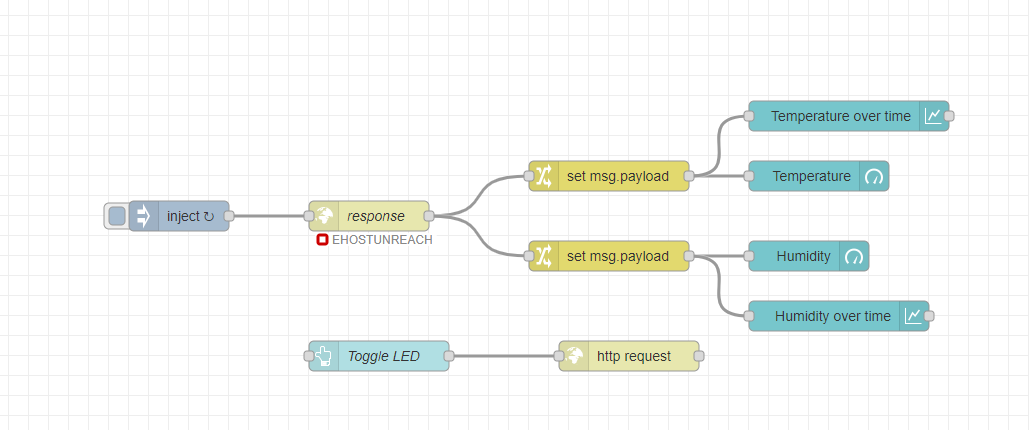 Temperature over time
set msg.payload
Temperature
inject ↻
response
EHOSTUNREACH
set msg.payload
Humidity
Humidity over time
Toggle LED
http request